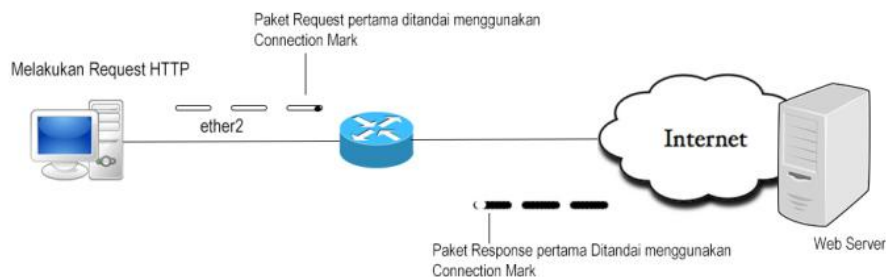 Paket Request pertama ditandai menggunakan
Connection Mark
Melakukan Request HTTP
ether2
Internet
Paket Response pertama Ditandai menggunakan
Connection Mark
Web Server